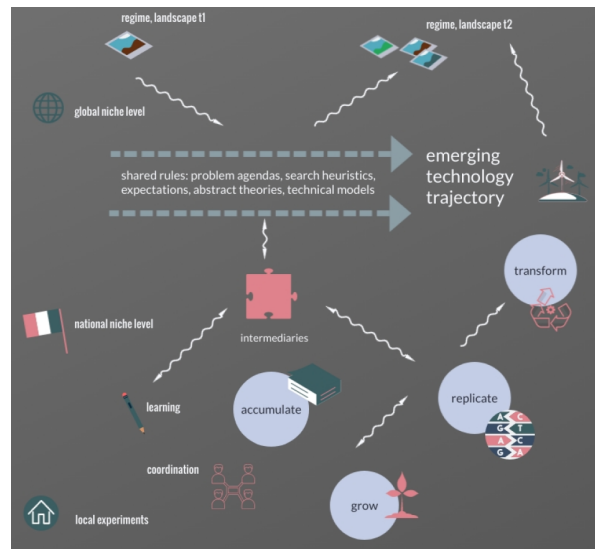 regime, landscape t1
regime, landscape t2
global niche level
shared rules: problem agendas, search heuristics,
expectations, abstract theories, technical models
emerging
technology
trajectory
transform
national niche level
intermediaries
learning
accumulate
replicate
A C
G T
A C
G A
coordination
grow
local experiments